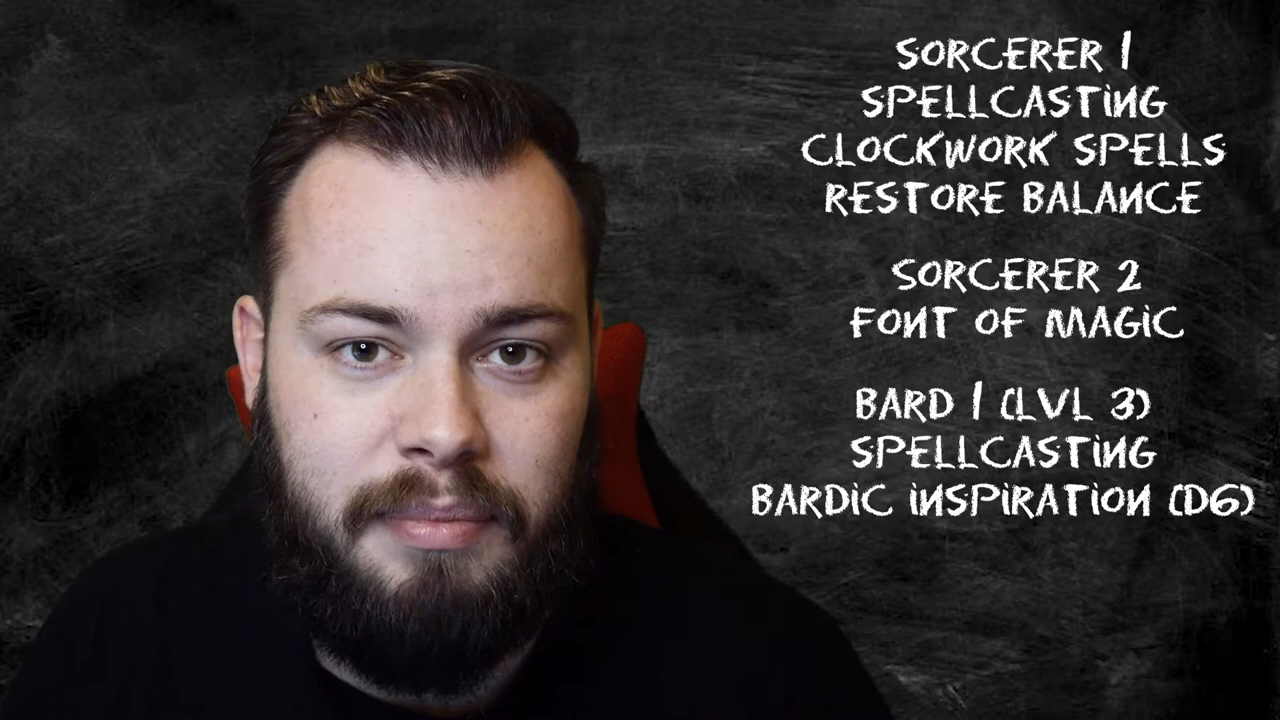 SORCERER 1
SPELLCASTING
CLOCKWORK SPELLS
RESTORE BALANCE
SORCERER 2
FONT OF MAGIC
BARD 1 (LVL 3)
SPELLCASTING
BARDIC INSPIRATION (D6)